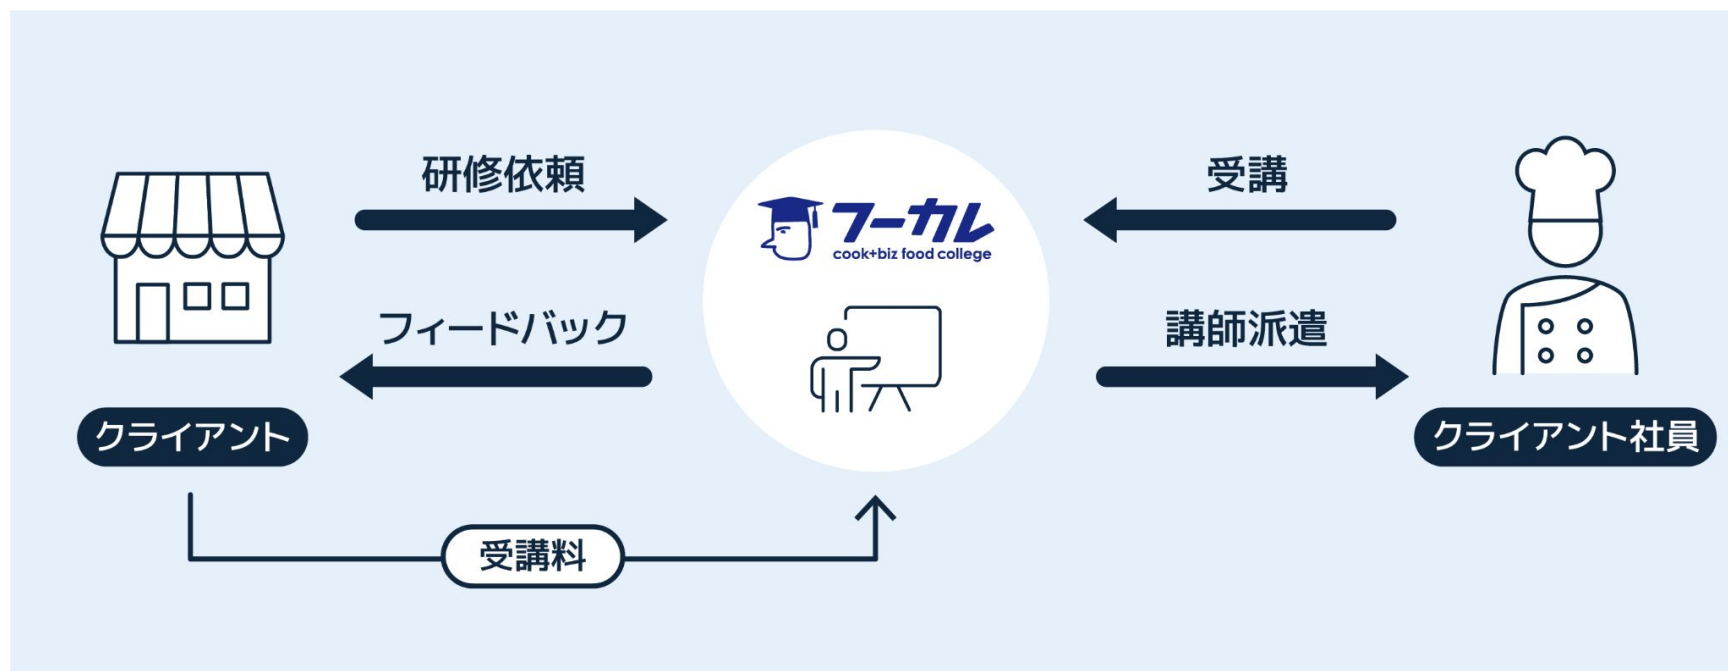 研修依頼
フィードバック
クライアント
フーカレ
cook+biz food college
受講
講師派遣
クライアント社員
受講料